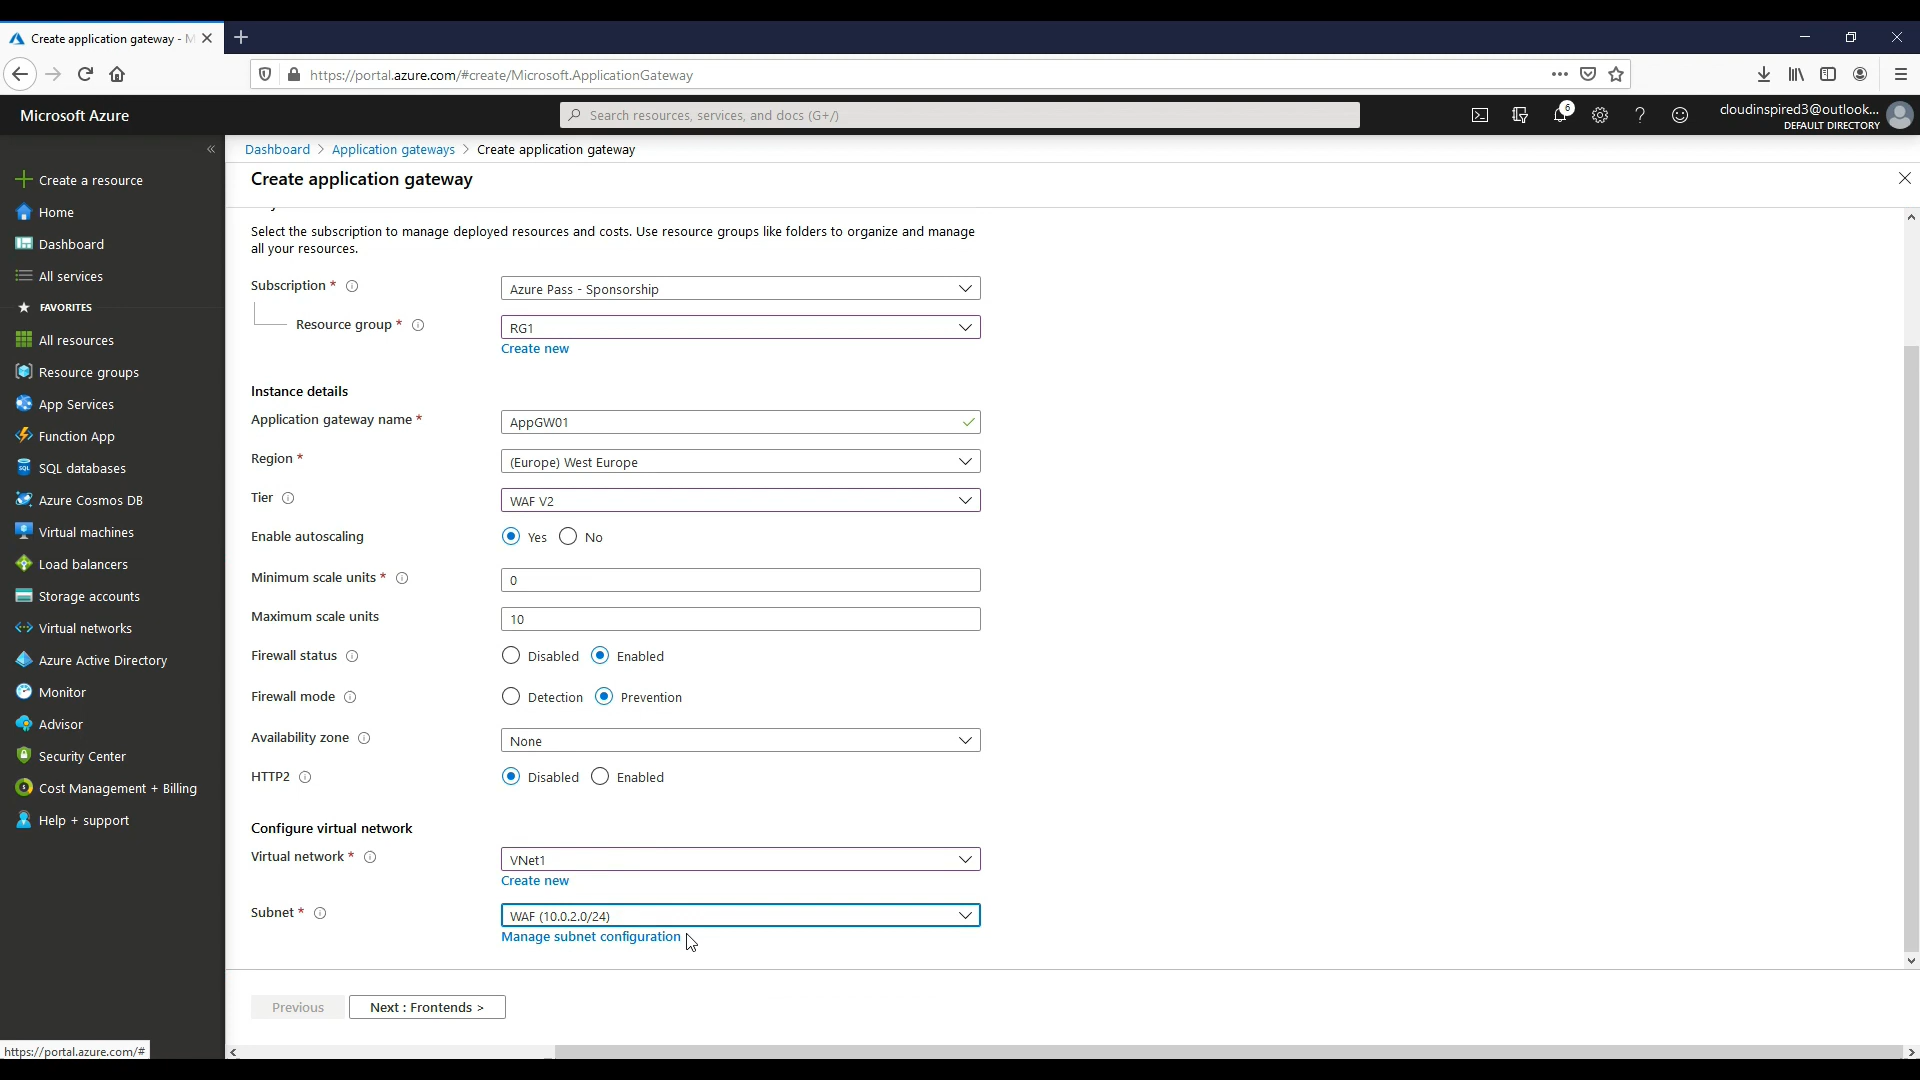 Create application gateway - M
https://portal.azure.com/#create/Microsoft.ApplicationGateway
Microsoft Azure
Search resources, services, and docs (G+/)
6
cloudinspired3@outlook...
DEFAULT DIRECTORY
Create a resource
Home
Dashboard
All services
FAVORITES
All resources
Resource groups
App Services
Function App
SQL databases
Azure Cosmos DB
Virtual machines
Load balancers
Storage accounts
Virtual networks
Azure Active Directory
Monitor
Advisor
Security Center
Cost Management + Billing
Help + support
Dashboard > Application gateways > Create application gateway
Create application gateway
Select the subscription to manage deployed resources and costs. Use resource groups like folders to organize and manage
all your resources.
Subscription * Azure Pass - Sponsorship
Resource group * RG1
Create new
Instance details
Application gateway name * AppGW01
Region * (Europe) West Europe
Tier WAF V2
Enable autoscaling Yes No
Minimum scale units * 0
Maximum scale units 10
Firewall status Disabled Enabled
Firewall mode Detection Prevention
Availability zone None
HTTP2 Disabled Enabled
Configure virtual network
Virtual network * VNet1
Create new
Subnet * WAF (10.0.2.0/24)
Manage subnet configuration
Previous Next : Frontends >
https://portal.azure.com/#